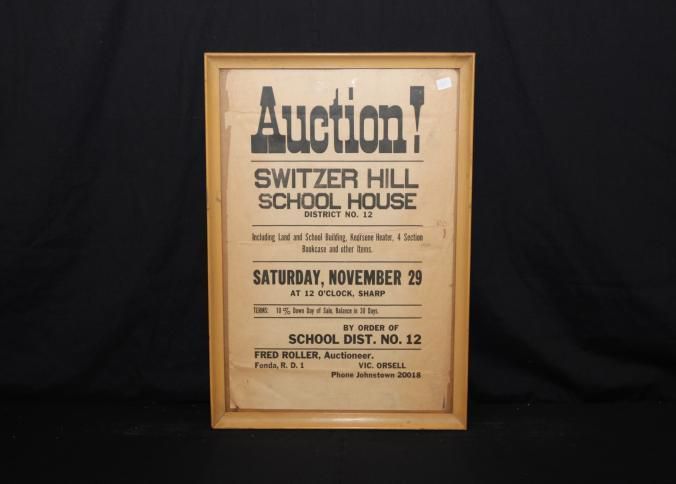 Auction!
SWITZER HILL
SCHOOL HOUSE
DISTRICT NO. 12
Including Land and School Building, Keorsene Heater, 4 Section
Bookcase and other Items.
SATURDAY, NOVEMBER 29
AT 12 O'CLOCK, SHARP
TERMS: 10 % Down Day of Sale, Balance in 30 Days.
BY ORDER OF
SCHOOL DIST. NO. 12
FRED ROLLER, Auctioneer.
Fonda, R. D. 1 VIC. ORSELL
Phone Johnstown 20018